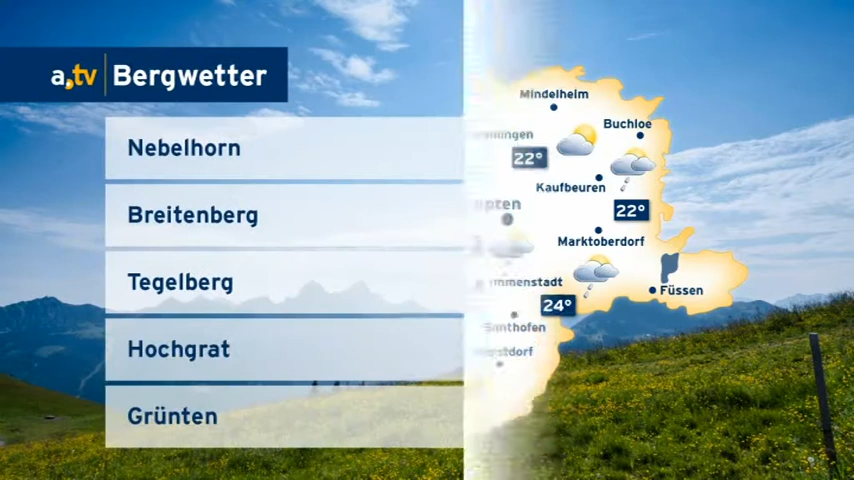 a.tv Bergwetter
Nebelhorn
Breitenberg
Tegelberg
Hochgrat
Grünten
Mindelheim
Buchloe
22°
Kaufbeuren
22°
Marktoberdorf
24°
Füssen